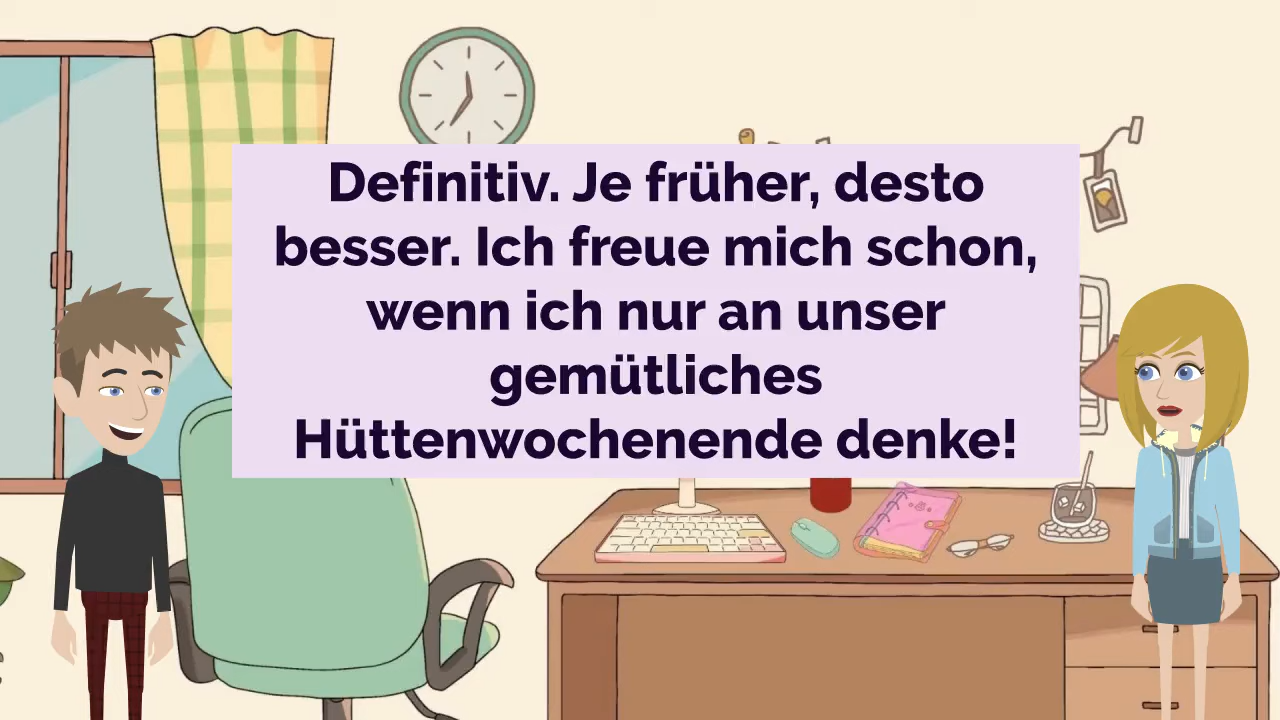 Definitiv. Je früher, desto
besser. Ich freue mich schon,
wenn ich nur an unser
gemütliches
Hüttenwochenende denke!